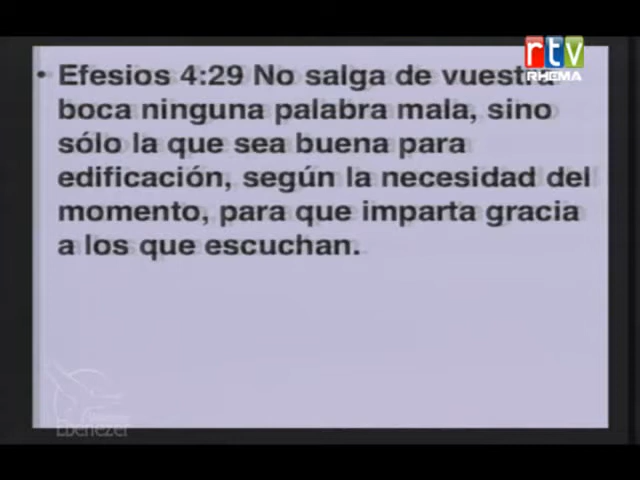 rtv
RHEMA
• Efesios 4:29 No salga de vuestra
boca ninguna palabra mala, sino
sólo la que sea buena para
edificación, según la necesidad del
momento, para que imparta gracia
a los que escuchan.
Ebenezer